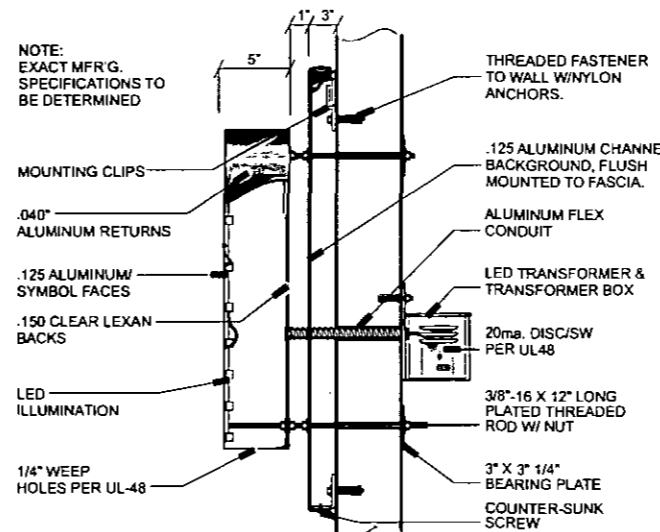 1" 3"
5"
NOTE:
EXACT MFR'G.
SPECIFICATIONS TO
BE DETERMINED
MOUNTING CLIPS
.040"
ALUMINUM RETURNS
.125 ALUMINUM/
SYMBOL FACES
.150 CLEAR LEXAN
BACKS
LED
ILLUMINATION
1/4" WEEP
HOLES PER UL-48
THREADED FASTENER
TO WALL W/NYLON
ANCHORS.
.125 ALUMINUM CHANNE
BACKGROUND, FLUSH
MOUNTED TO FASCIA.
ALUMINUM FLEX
CONDUIT
LED TRANSFORMER &
TRANSFORMER BOX
20ma. DISC/SW
PER UL48
3/8"-16 X 12" LONG
PLATED THREADED
ROD W/ NUT
3" X 3" 1/4"
BEARING PLATE
COUNTER-SUNK
SCREW